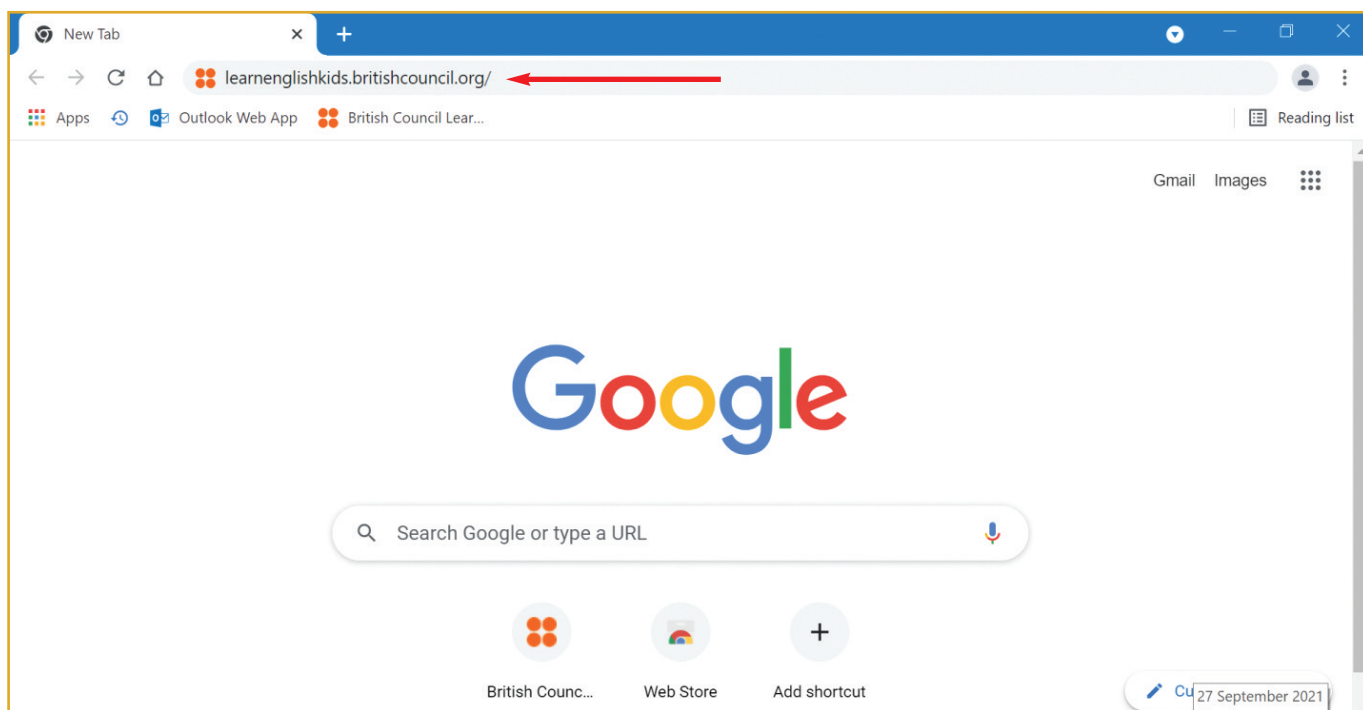 New Tab
learnenglishkids.britishcouncil.org/
Apps Outlook Web App British Council Lear... Reading list
Gmail Images
Google
Search Google or type a URL
British Counc... Web Store Add shortcut
Cu
27 September 2021